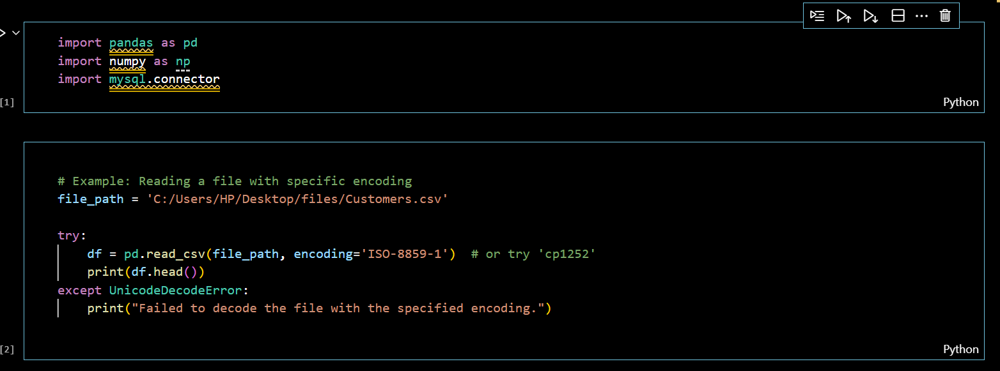 import pandas as pd
import numpy as np
import mysql.connector
[1]
Python
# Example: Reading a file with specific encoding
file_path = 'C:/Users/HP/Desktop/files/Customers.csv'
try:
    df = pd.read_csv(file_path, encoding='ISO-8859-1')  # or try 'cp1252'
    print(df.head())
except UnicodeDecodeError:
    print("Failed to decode the file with the specified encoding.")
[2]
Python